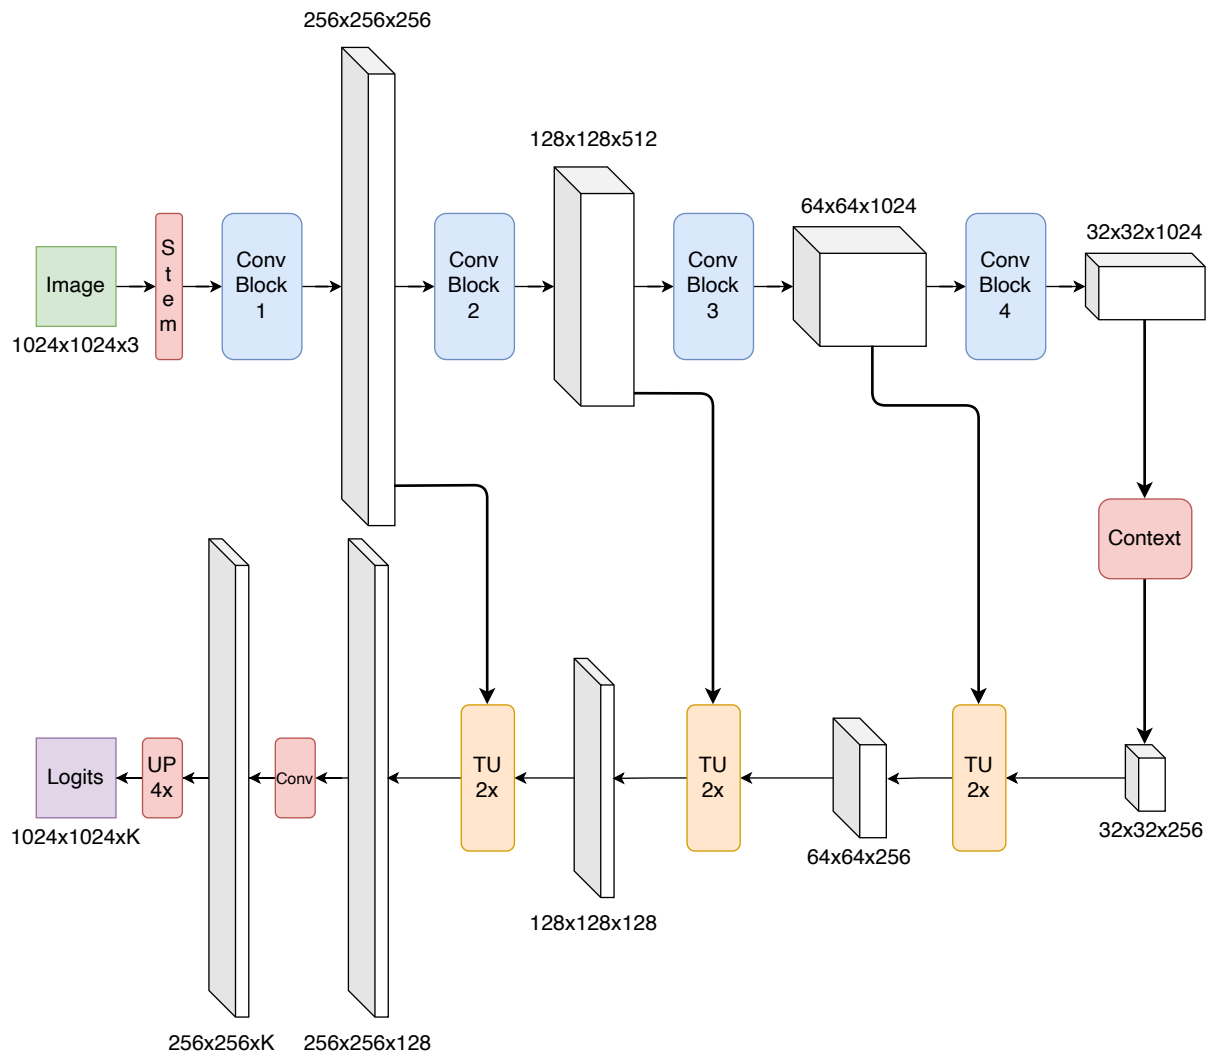 256x256x256
128x128x512
64x64x1024
32x32x1024
Image
1024x1024x3
S
t
e
m
Conv
Block
1
Conv
Block
2
Conv
Block
3
Conv
Block
4
Context
Logits
1024x1024xK
UP
4x
Conv
TU
2x
TU
2x
TU
2x
32x32x256
64x64x256
128x128x128
256x256xK
256x256x128